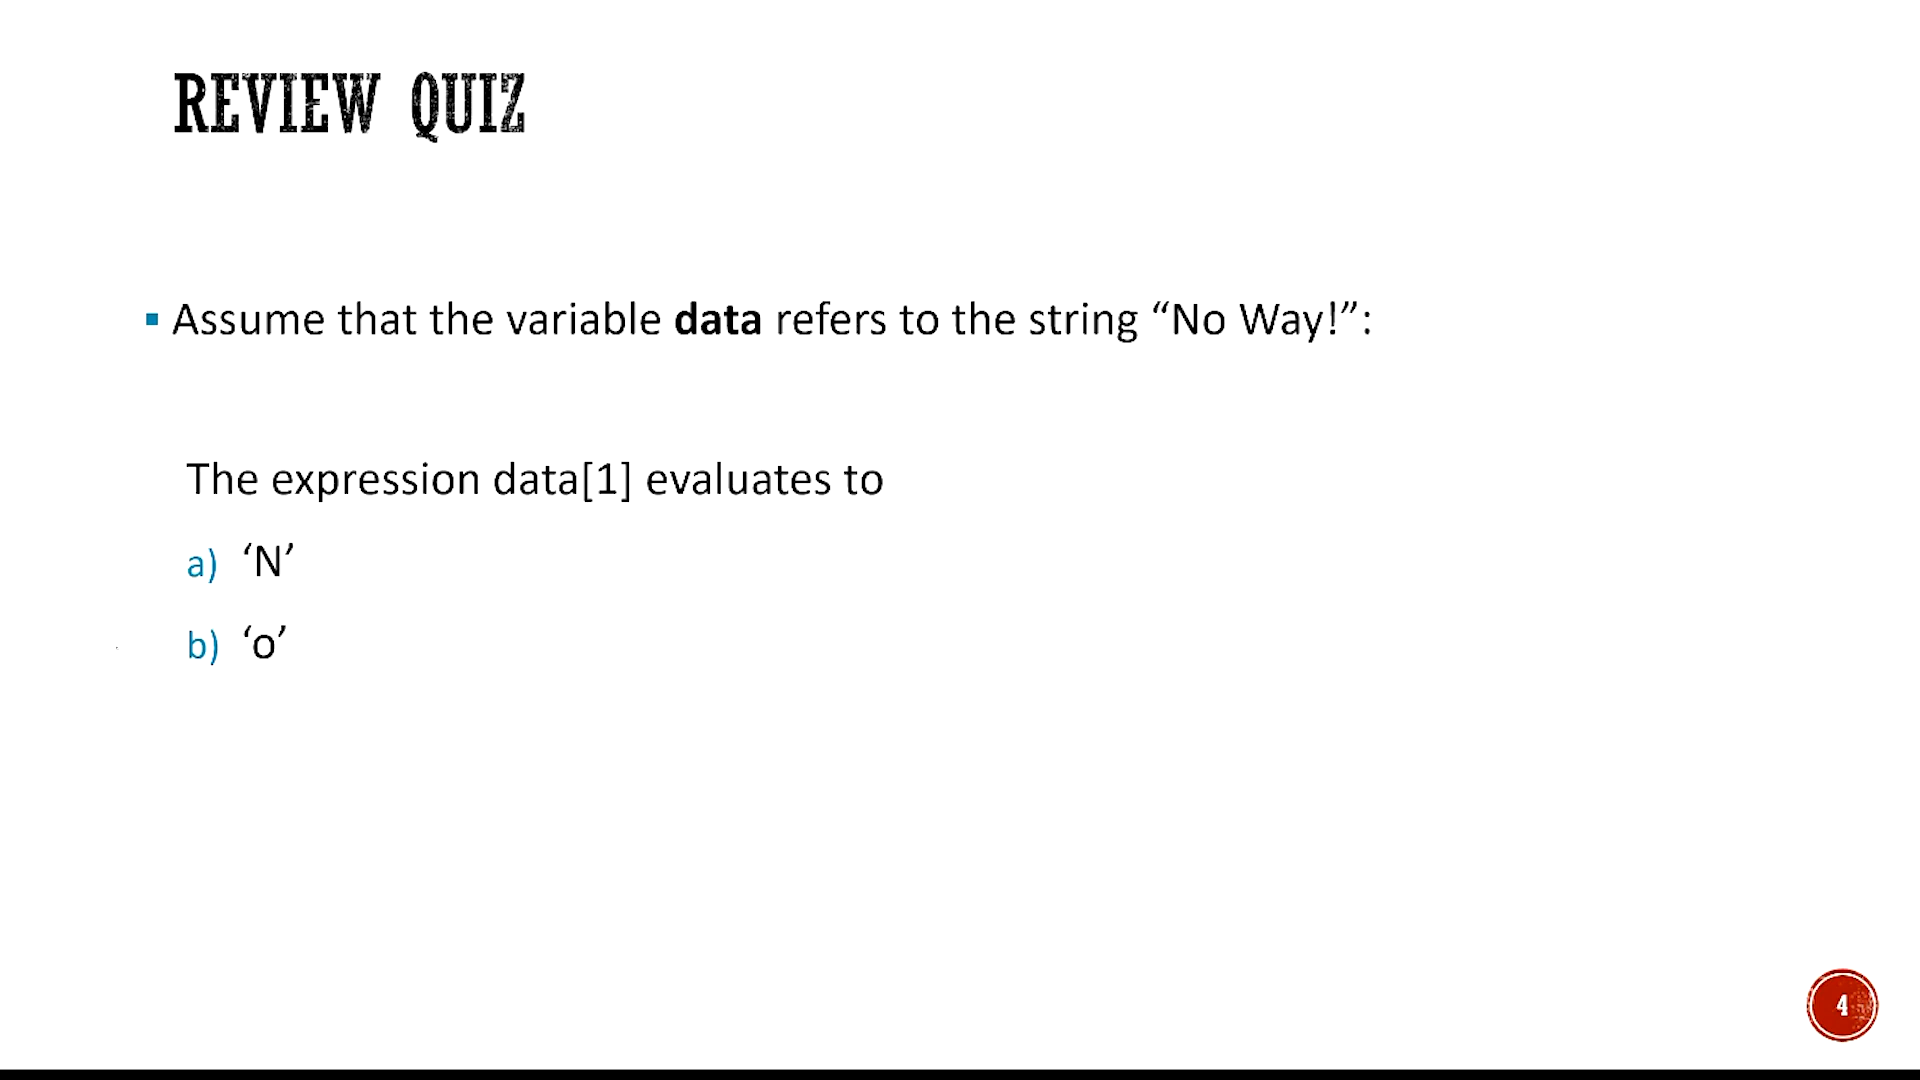 REVIEW QUIZ
▪ Assume that the variable data refers to the string “No Way!”:
The expression data[1] evaluates to
a) ‘N’
b) ‘o’
4